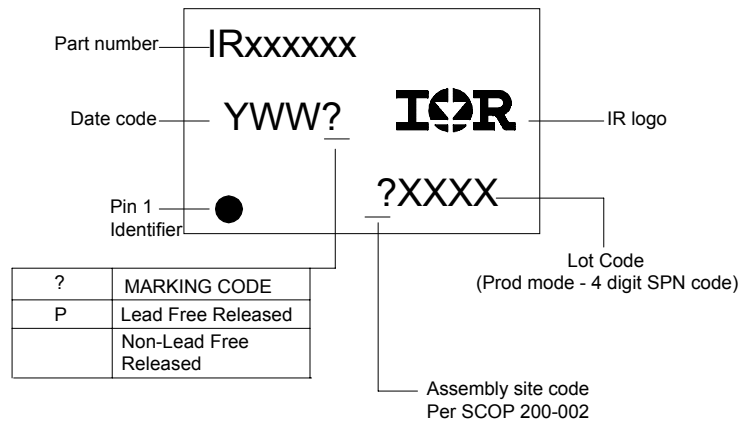 Part number
IRxxxxxx
Date code
YWW?
IOR
IR logo
?XXXX
Pin 1
Identifier
Lot Code
(Prod mode - 4 digit SPN code)
? MARKING CODE
P Lead Free Released
Non-Lead Free
Released
Assembly site code
Per SCOP 200-002